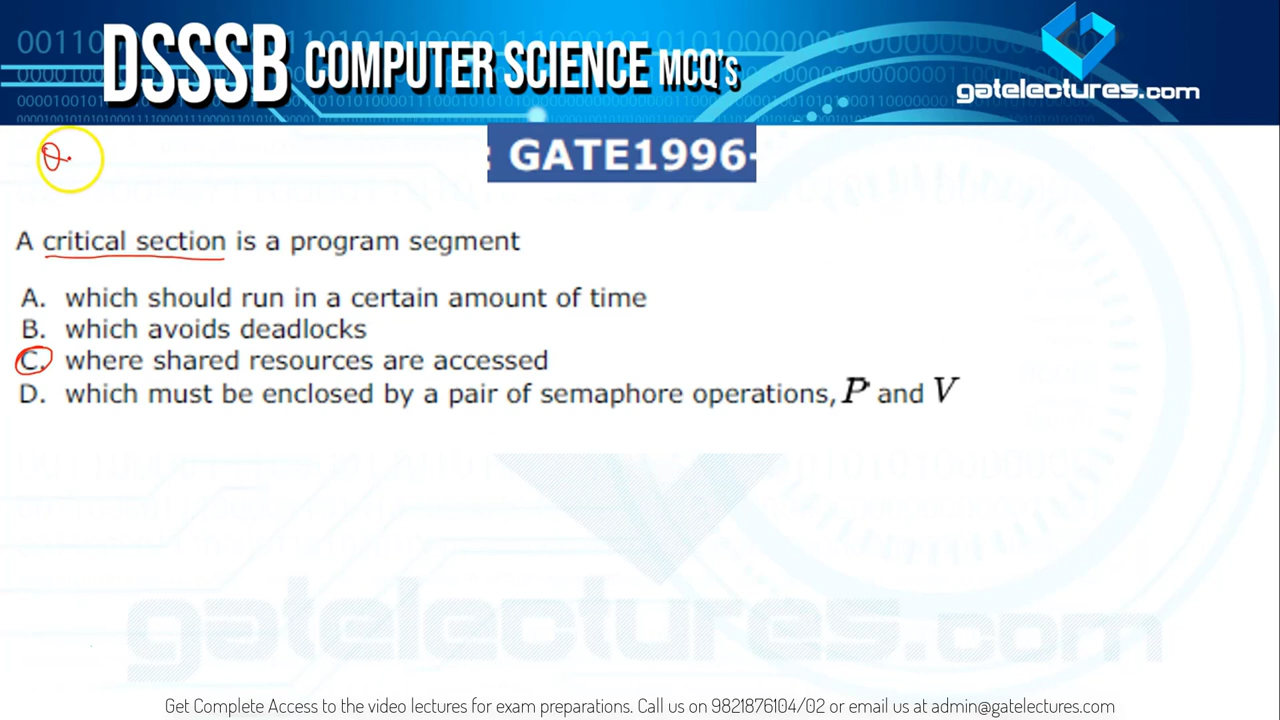 DSSSB COMPUTER SCIENCE MCQ's
gatelectures.com
: GATE1996-
A critical section is a program segment
A. which should run in a certain amount of time
B. which avoids deadlocks
C. where shared resources are accessed
D. which must be enclosed by a pair of semaphore operations, P and V
gatelectures.com
Get Complete Access to the video lectures for exam preparations. Call us on 9821876104/02 or email us at admin@gatelectures.com